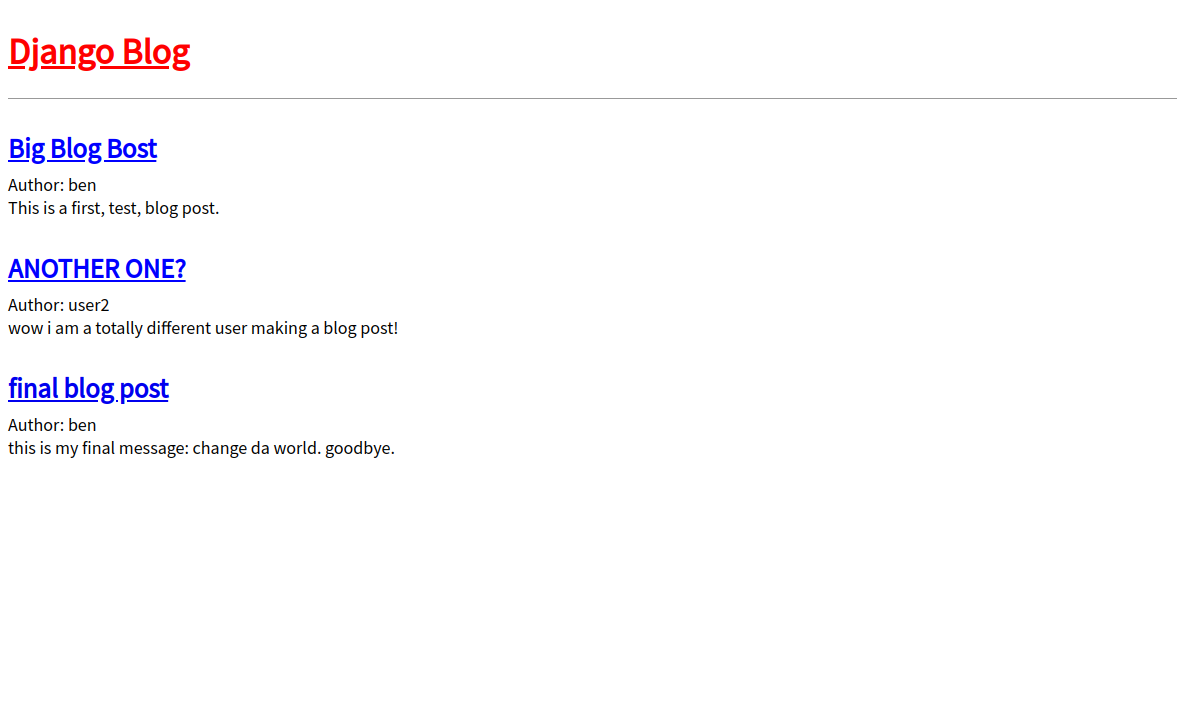 Django Blog
Big Blog Bost
Author: ben
This is a first, test, blog post.
ANOTHER ONE?
Author: user2
wow i am a totally different user making a blog post!
final blog post
Author: ben
this is my final message: change da world. goodbye.